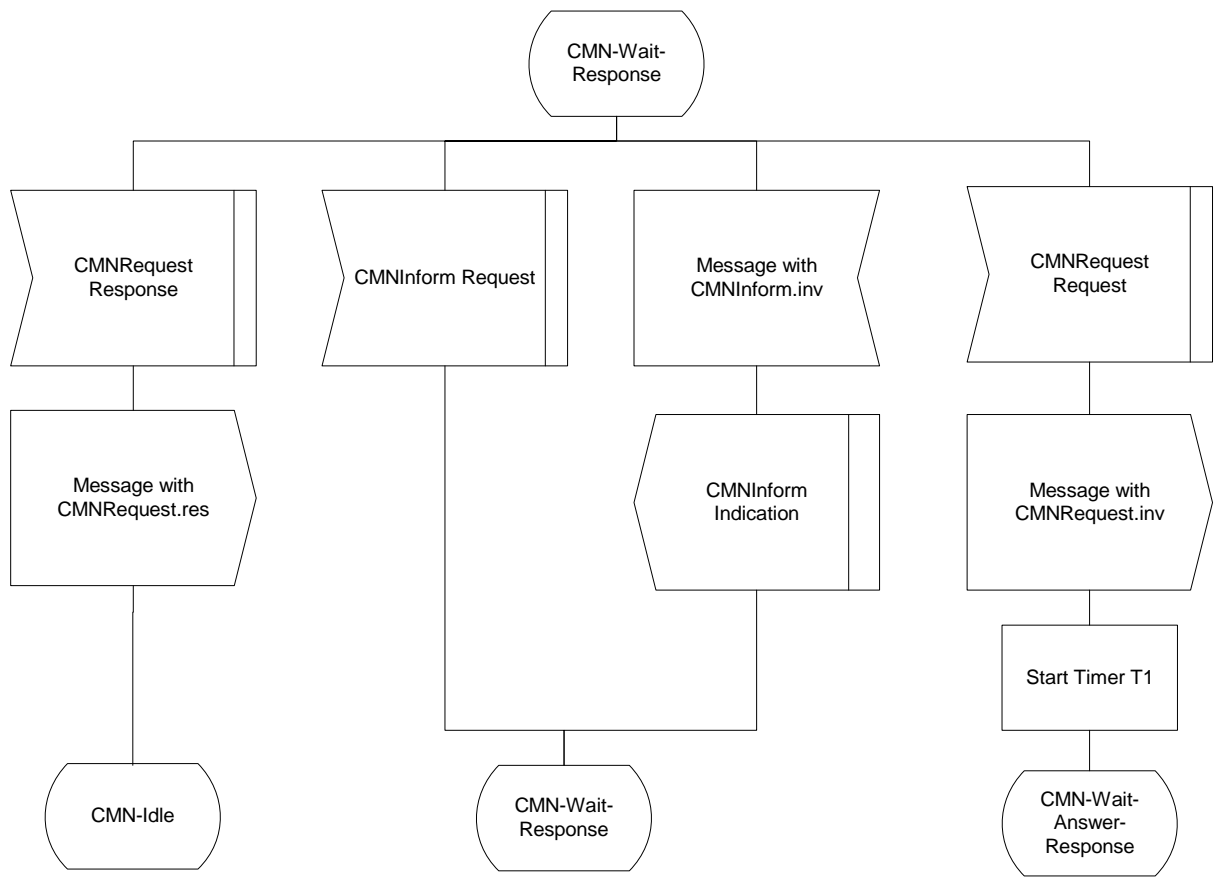 CMN-Wait-
Response
CMNRequest
Response
CMNInform Request
Message with
CMNInform.inv
CMNRequest
Request
Message with
CMNRequest.res
CMNInform
Indication
Message with
CMNRequest.inv
Start Timer T1
CMN-Idle
CMN-Wait-
Response
CMN-Wait-
Answer-
Response